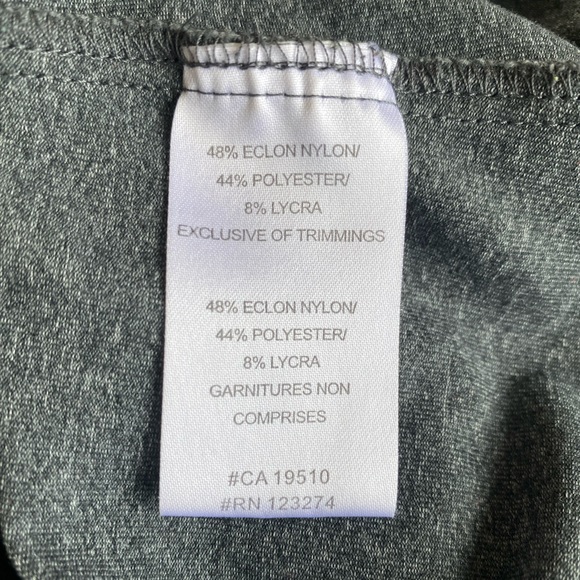 48% ECLON NYLON/
44% POLYESTER/
8% LYCRA
EXCLUSIVE OF TRIMMINGS
48% ECLON NYLON/
44% POLYESTER/
8% LYCRA
GARNITURES NON
COMPRISES
#CA 19510
#RN 123274